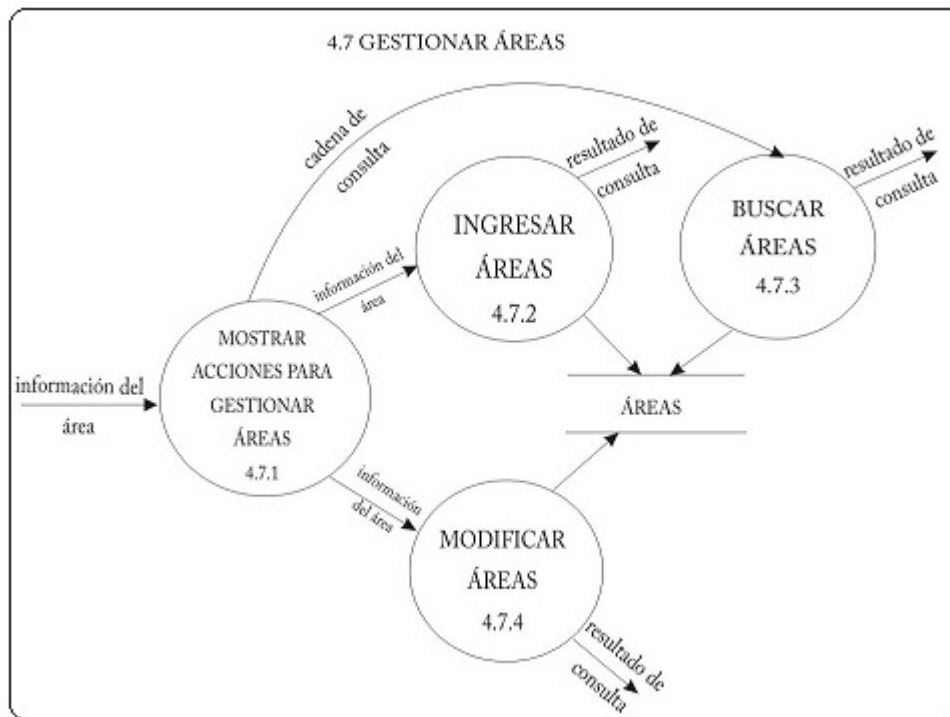 4.7 GESTIONAR ÁREAS
cadena de
consulta
resultado de
consulta
resultado de
consulta
INGRESAR
ÁREAS
4.7.2
BUSCAR
ÁREAS
4.7.3
información del
área
MOSTRAR
ACCIONES PARA
GESTIONAR
ÁREAS
4.7.1
información del
área
ÁREAS
información
del área
MODIFICAR
ÁREAS
4.7.4
resultado de
consulta